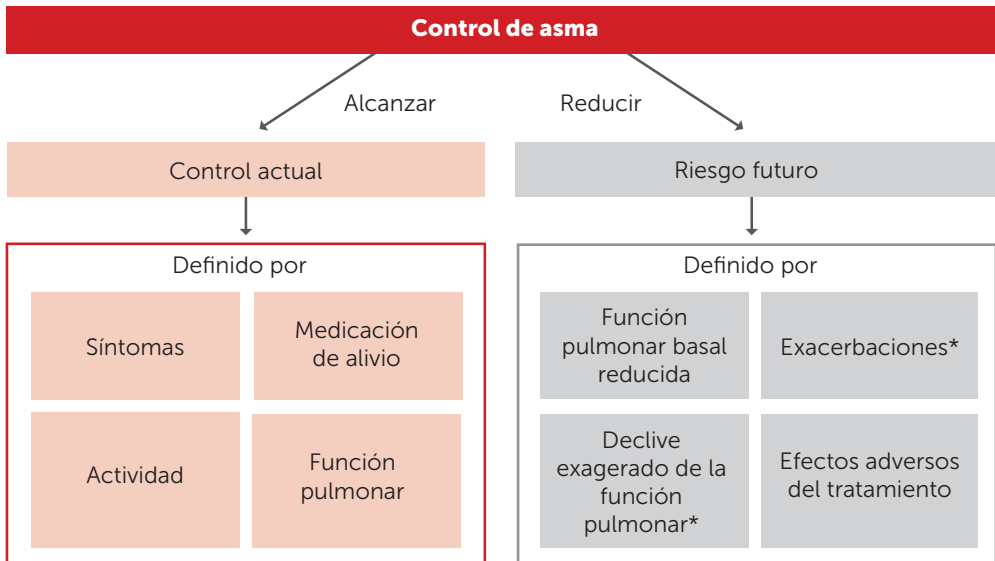 Control de asma
Alcanzar
Reducir
Control actual
Riesgo futuro
Definido por
Síntomas
Medicación
de alivio
Actividad
Función
pulmonar
Definido por
Función
pulmonar basal
reducida
Exacerbaciones*
Declive
exagerado de la
función
pulmonar*
Efectos adversos
del tratamiento